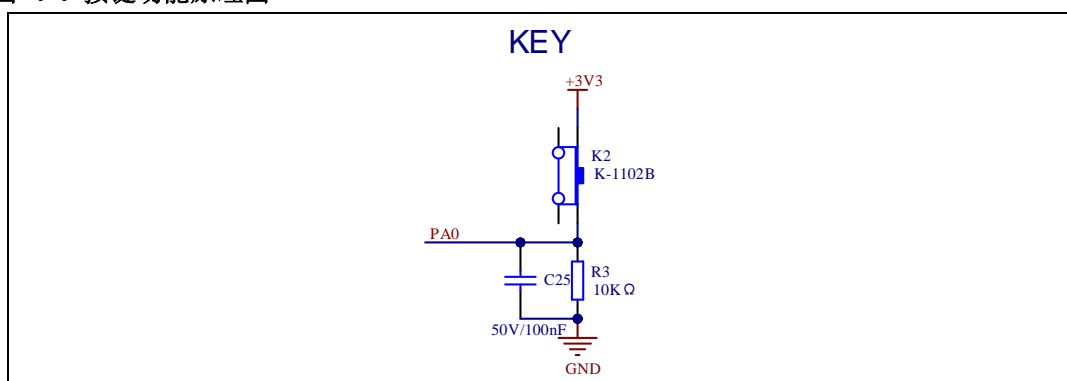 KEY
+3V3
K2
K-1102B
PA0
C25
R3
10KΩ
50V/100nF
GND